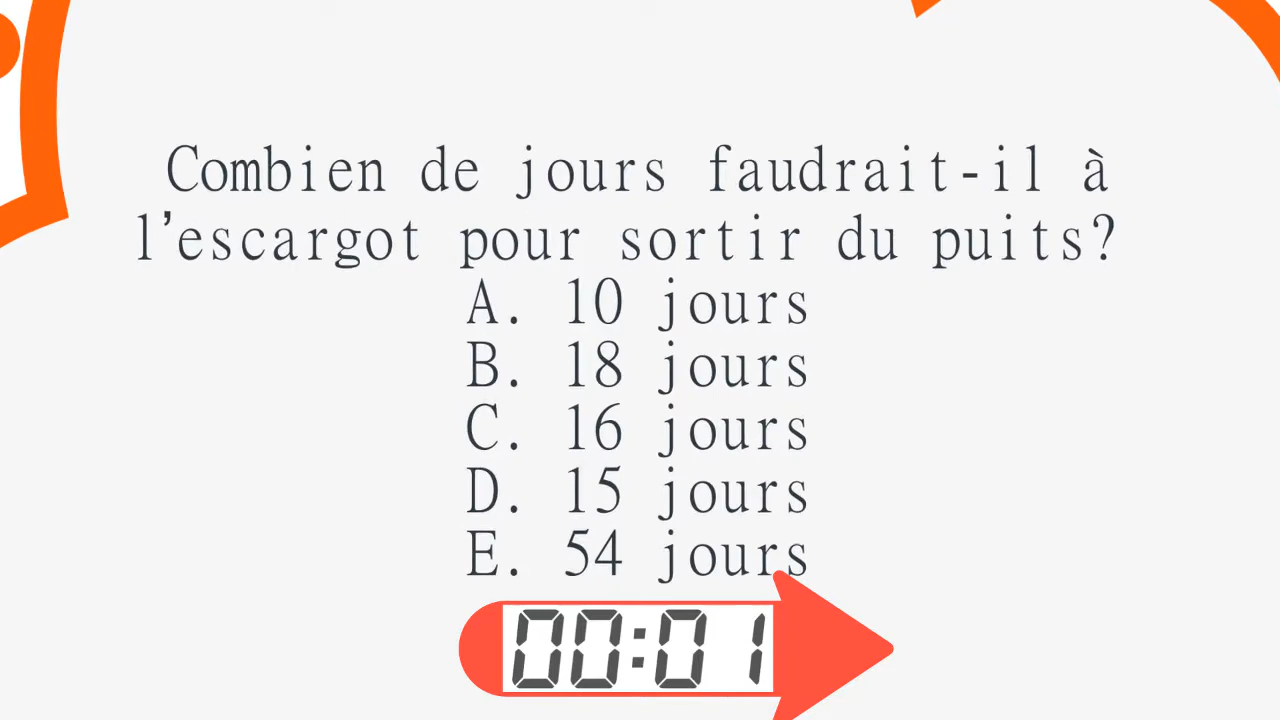 Combien de jours faudrait-il à
l’escargot pour sortir du puits?
A. 10 jours
B. 18 jours
C. 16 jours
D. 15 jours
E. 54 jours
00:01